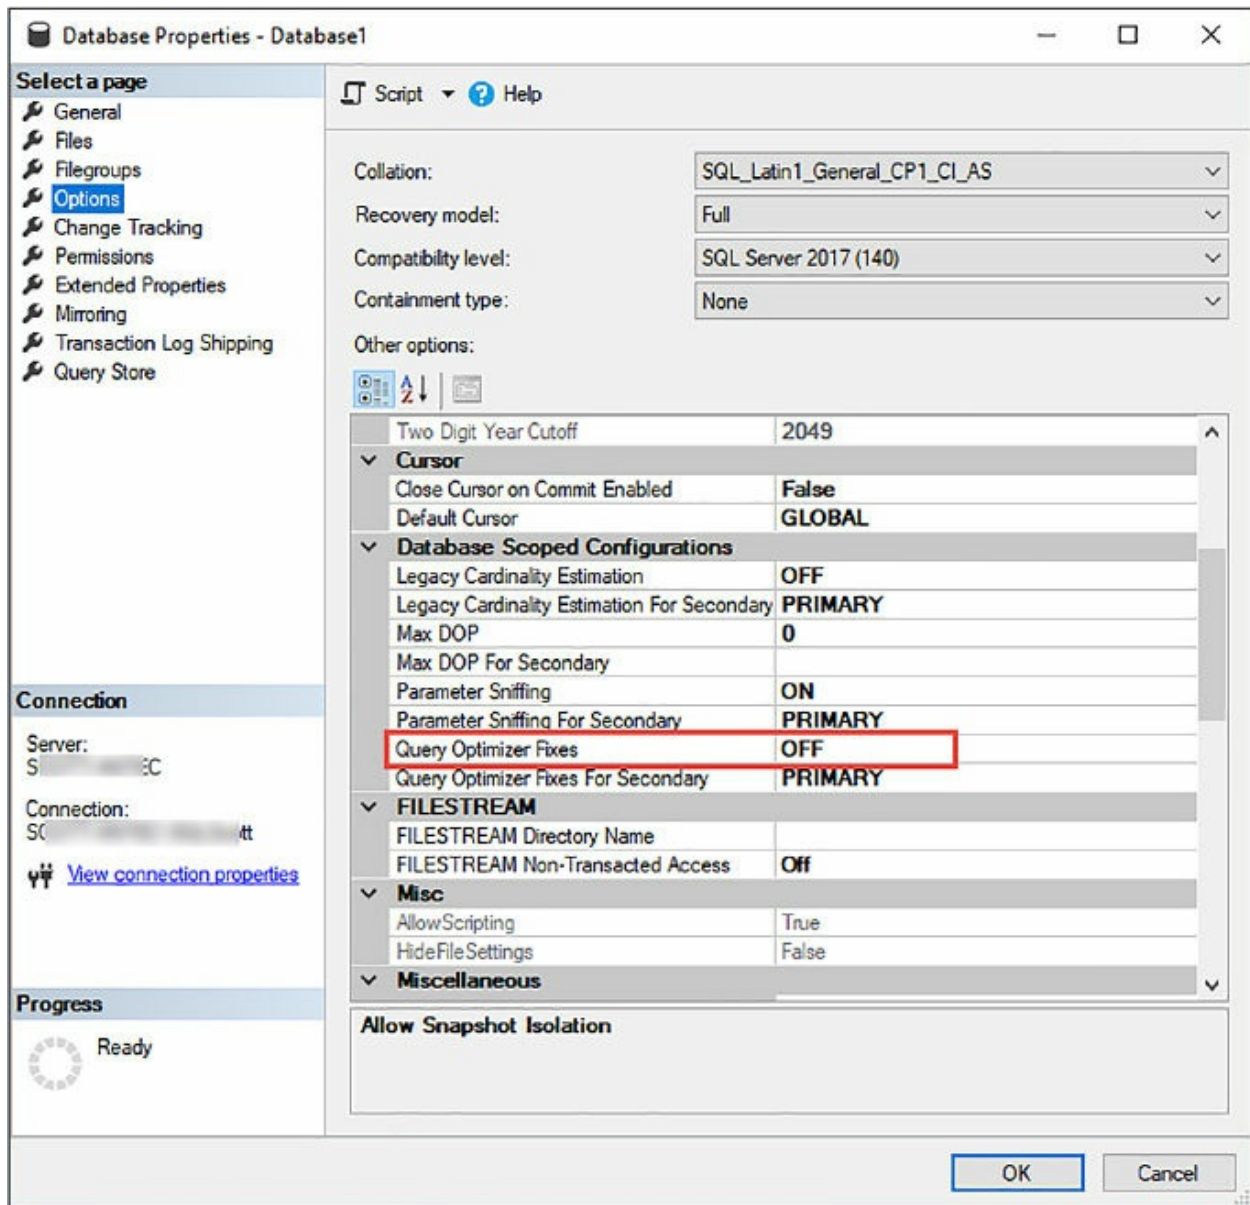 Database Properties - Database1
Select a page
General
Files
Filegroups
Options
Change Tracking
Permissions
Extended Properties
Mirroring
Transaction Log Shipping
Query Store
Connection
Server:
Connection:
View connection properties
Progress
Ready
Script Help
Collation: SQL_Latin1_General_CP1_CI_AS
Recovery model: Full
Compatibility level: SQL Server 2017 (140)
Containment type: None
Other options:
Two Digit Year Cutoff 2049
Cursor
Close Cursor on Commit Enabled False
Default Cursor GLOBAL
Database Scoped Configurations
Legacy Cardinality Estimation OFF
Legacy Cardinality Estimation For Secondary PRIMARY
Max DOP 0
Max DOP For Secondary
Parameter Sniffing ON
Parameter Sniffing For Secondary PRIMARY
Query Optimizer Fixes OFF
Query Optimizer Fixes For Secondary PRIMARY
FILESTREAM
FILESTREAM Directory Name
FILESTREAM Non-Transacted Access Off
Misc
AllowScripting True
HideFileSettings False
Miscellaneous
Allow Snapshot Isolation
OK Cancel